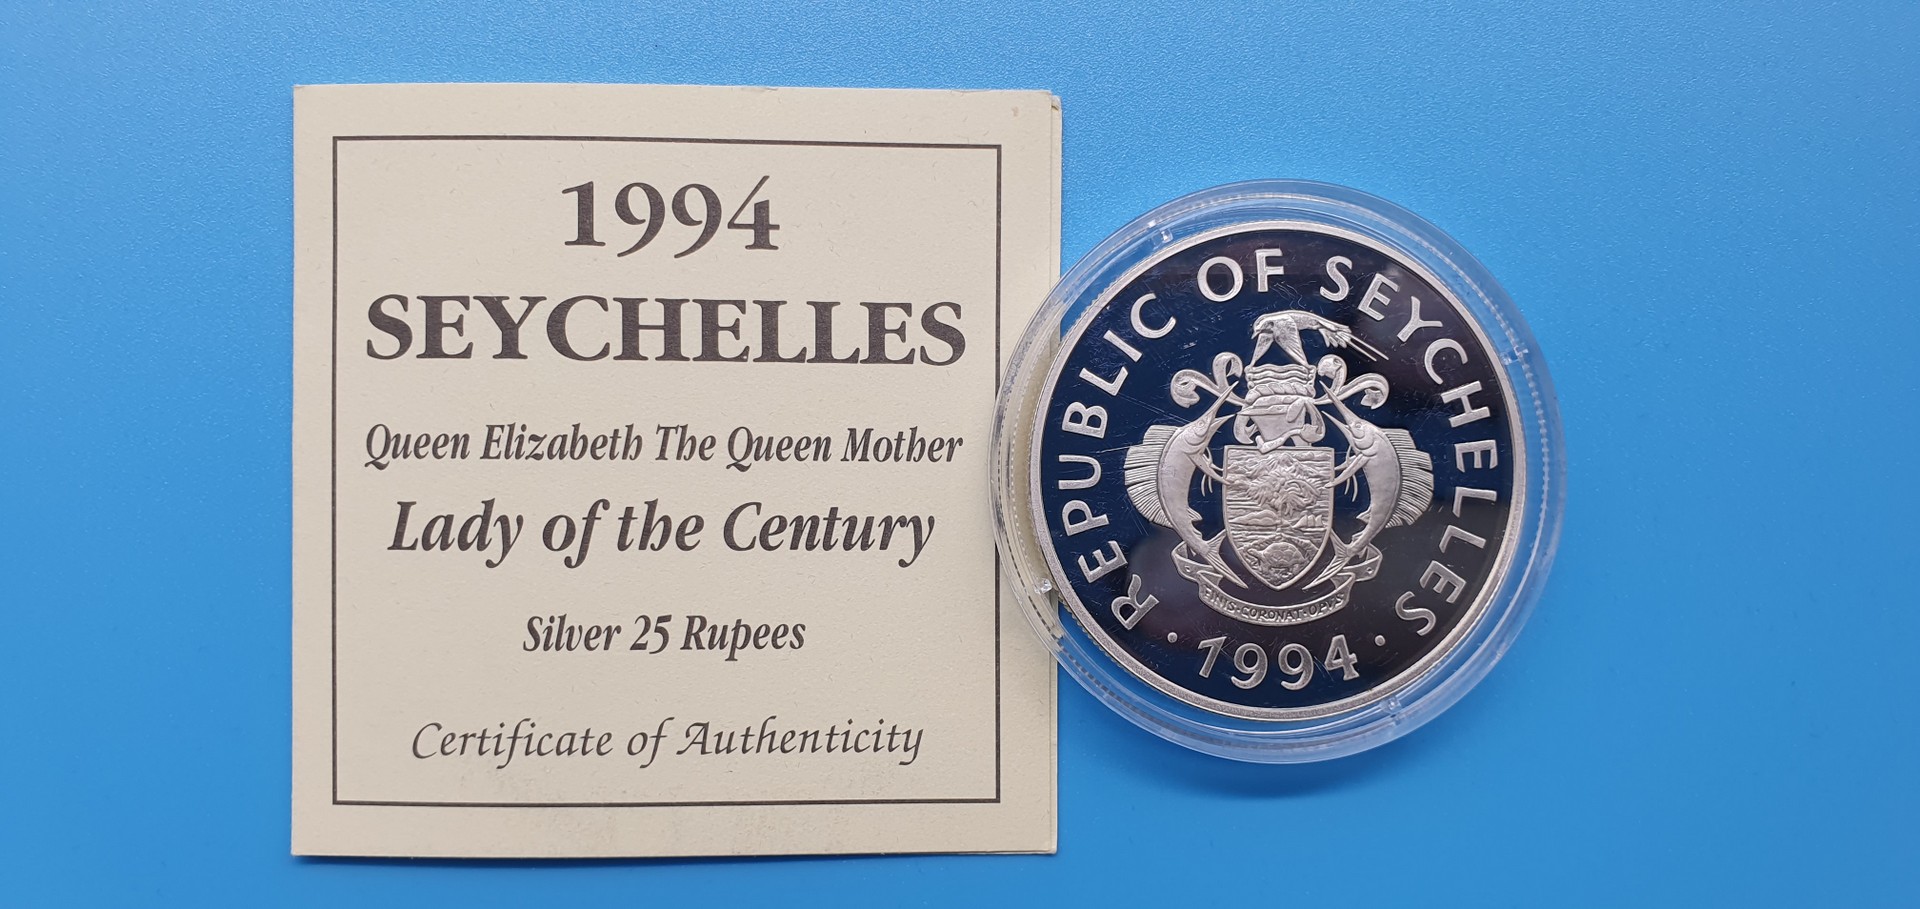 1994
SEYCHELLES
Queen Elizabeth The Queen Mother
Lady of the Century
Silver 25 Rupees
Certificate of Authenticity
REPUBLIC OF SEYCHELLES
FINIS·CORONAT·OPUS
· 1994 ·